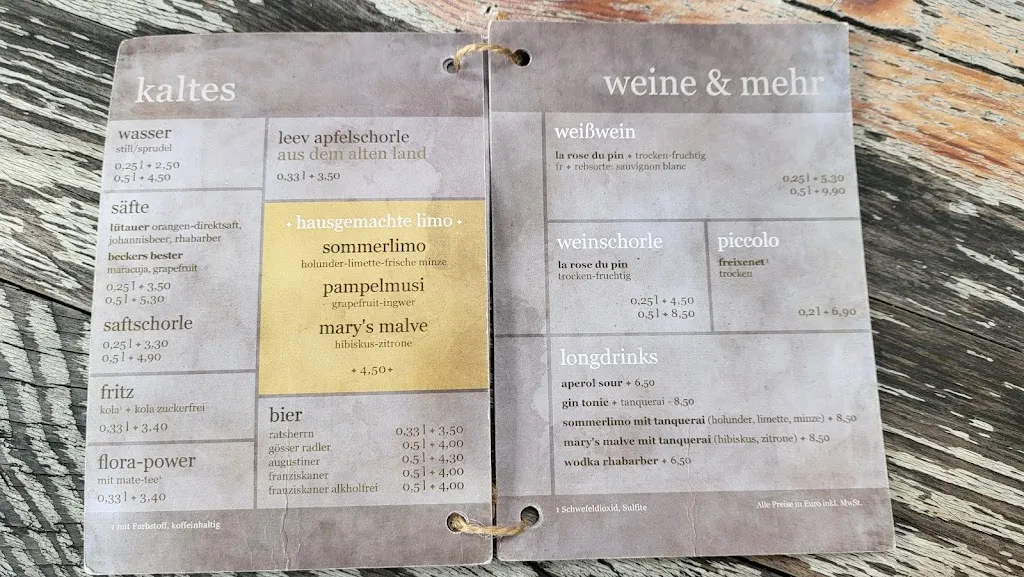 kaltes
wasser
still/sprudel
0,25 l + 2,50
0,5 l + 4,50
säfte
lütauer orangen-direktsaft,
johannisbeer, rhabarber
beckers bester
maracuja, grapefruit
0,25 l + 3,50
0,5 l + 5,30
saftschorle
0,25 l + 3,30
0,5 l + 4,90
fritz
kola¹ + kola zuckerfrei
0,33 l + 3,40
flora-power
mit mate-tee¹
0,33 l + 3,40
leev apfelschorle
aus dem alten land
0,33 l + 3,50
+ hausgemachte limo +
sommerlimo
holunder-limette-frische minze
pampelmusi
grapefruit-ingwer
mary's malve
hibiskus-zitrone
+ 4,50 +
bier
ratsherrn 0,33 l + 3,50
gösser radler 0,5 l + 4,00
augustiner 0,5 l + 4,30
franziskaner 0,5 l + 4,00
franziskaner alkholfrei 0,5 l + 4,00
1 mit Farbstoff, koffeinhaltig
weine & mehr
weißwein
la rose du pin + trocken-fruchtig
fr + rebsorte: sauvignon blanc
0,25 l + 5,30
0,5 l + 9,90
weinschorle
la rose du pin
trocken-fruchtig
0,25 l + 4,50
0,5 l + 8,50
piccolo
freixenet¹
trocken
0,2 l + 6,90
longdrinks
aperol sour + 6,50
gin tonic + tanquerai - 8,50
sommerlimo mit tanquerai (holunder, limette, minze) + 8,50
mary's malve mit tanquerai (hibiskus, zitrone) + 8,50
wodka rhabarber + 6,50
1 Schwefeldioxid, Sulfite
Alle Preise in Euro inkl. MwSt.